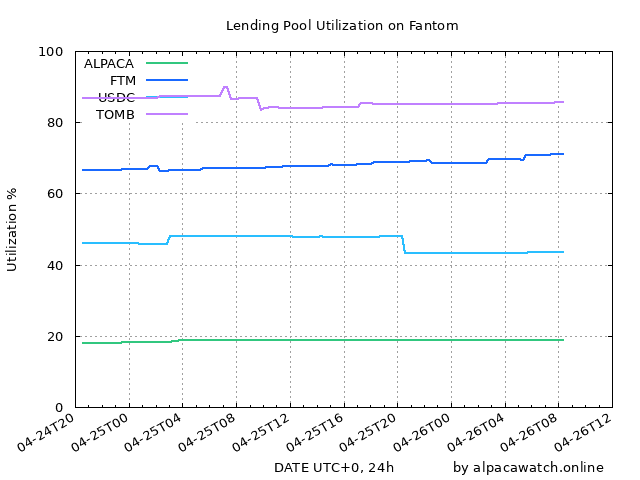 Lending Pool Utilization on Fantom
100
80
60
40
20
0
Utilization %
ALPACA
FTM
USDC
TOMB
04-24T20
04-25T00
04-25T04
04-25T08
04-25T12
04-25T16
04-25T20
04-26T00
04-26T04
04-26T08
04-26T12
DATE UTC+0, 24h
by alpacawatch.online